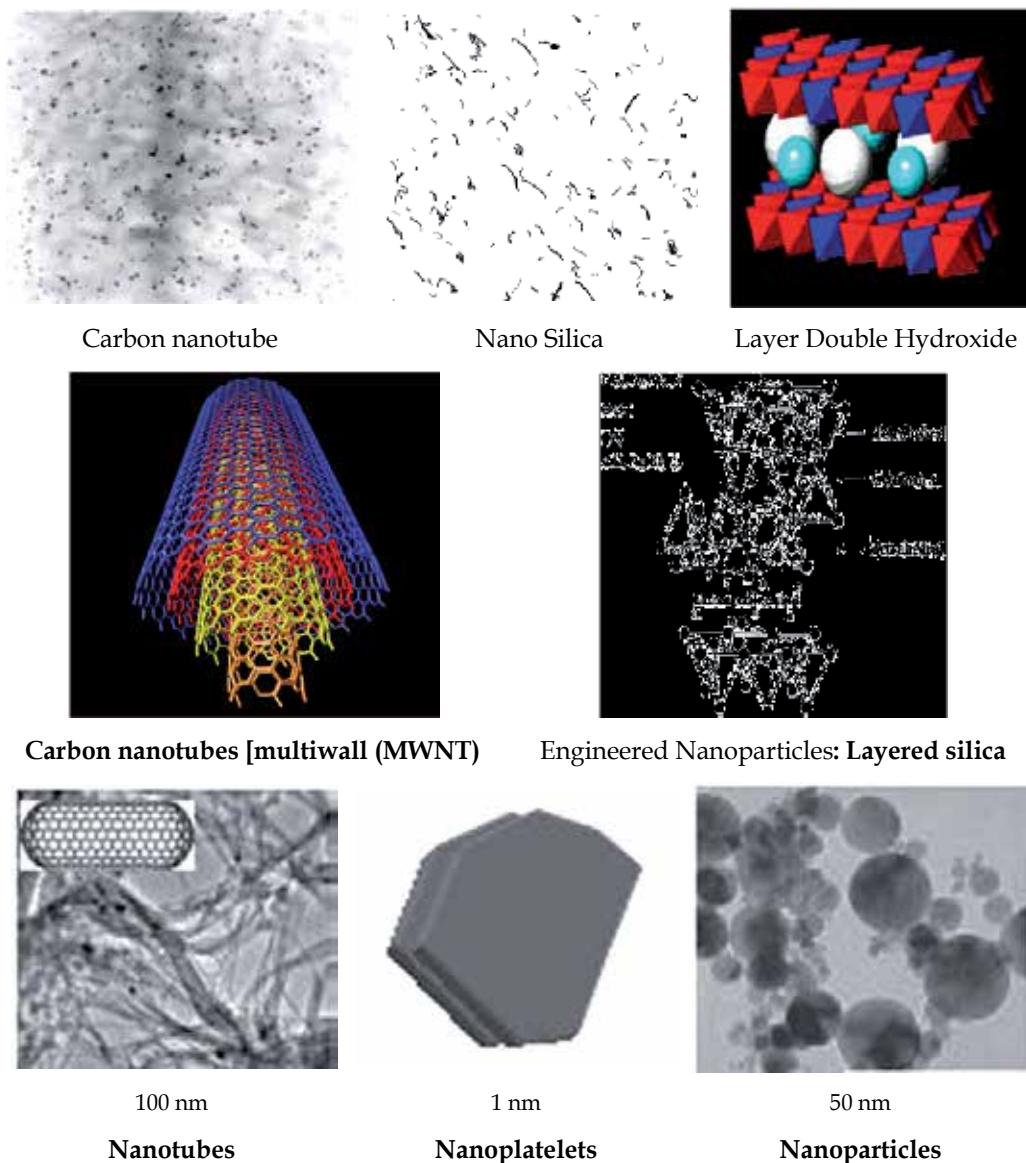 Carbon nanotube
Nano Silica
Layer Double Hydroxide
Carbon nanotubes [multiwall (MWNT)
Engineered Nanoparticles: Layered silica
100 nm
1 nm
50 nm
Nanotubes
Nanoplatelets
Nanoparticles